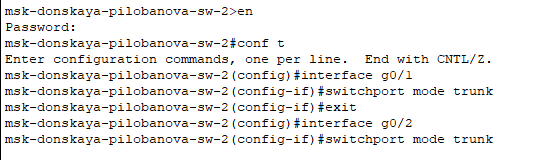 msk-donskaya-pilobanova-sw-2>en
Password:
msk-donskaya-pilobanova-sw-2#conf t
Enter configuration commands, one per line.  End with CNTL/Z.
msk-donskaya-pilobanova-sw-2(config)#interface g0/1
msk-donskaya-pilobanova-sw-2(config-if)#switchport mode trunk
msk-donskaya-pilobanova-sw-2(config-if)#exit
msk-donskaya-pilobanova-sw-2(config)#interface g0/2
msk-donskaya-pilobanova-sw-2(config-if)#switchport mode trunk